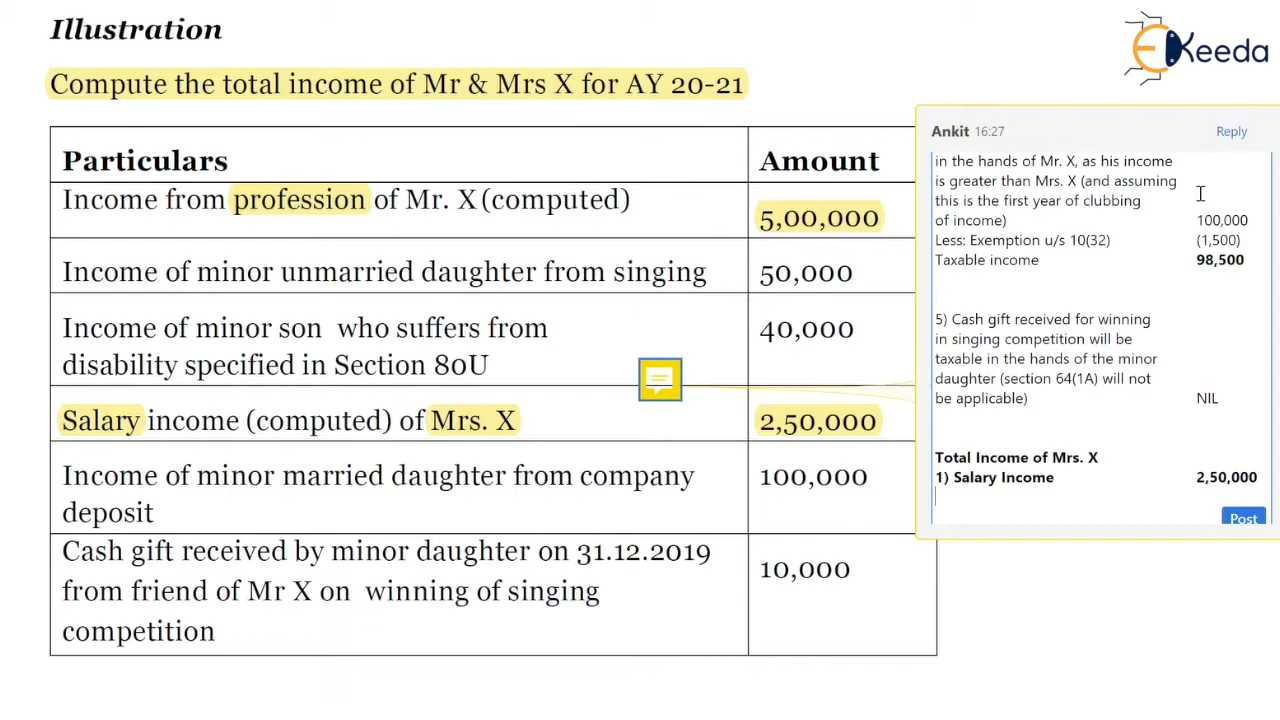 Illustration
EKeeda
Compute the total income of Mr & Mrs X for AY 20-21
Particulars Amount
Income from profession of Mr. X (computed) 5,00,000
Income of minor unmarried daughter from singing 50,000
Income of minor son who suffers from
disability specified in Section 80U 40,000
Salary income (computed) of Mrs. X 2,50,000
Income of minor married daughter from company
deposit 100,000
Cash gift received by minor daughter on 31.12.2019
from friend of Mr X on winning of singing
competition 10,000
Ankit 16:27 Reply
in the hands of Mr. X, as his income
is greater than Mrs. X (and assuming
this is the first year of clubbing
of income) 100,000
Less: Exemption u/s 10(32) (1,500)
Taxable income 98,500
5) Cash gift received for winning
in singing competition will be
taxable in the hands of the minor
daughter (section 64(1A) will not
be applicable) NIL
Total Income of Mrs. X
1) Salary Income 2,50,000
Post